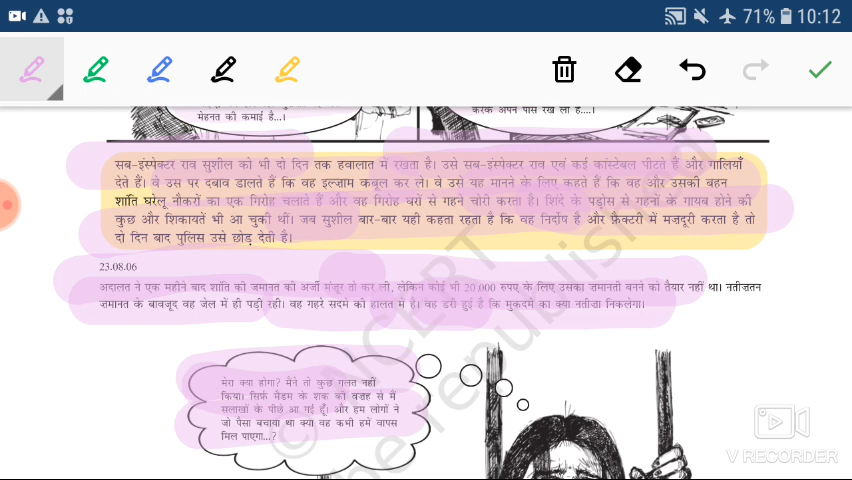 71% 10:12
मेहनत की कमाई है...।
करके अपने पास रख ली है....।
सब-इंस्पेक्टर राव सुशील को भी दो दिन तक हवालात में रखता है। उसे सब-इंस्पेक्टर राव एवं कई कांस्टेबल पीटते हैं और गालियाँ
देते हैं। वे उस पर दबाव डालते हैं कि वह इल्ज़ाम कबूल कर ले। वे उसे यह मानने के लिए कहते हैं कि वह और उसकी बहन
शांति घरेलू नौकरों का एक गिरोह चलाते हैं और वह गिरोह घरों से गहने चोरी करता है। शिंदे के पड़ोस से गहनों के गायब होने की
कुछ और शिकायतें भी आ चुकी थीं। जब सुशील बार-बार यही कहता रहता है कि वह निर्दोष है और फ़ैक्टरी में मज़दूरी करता है तो
दो दिन बाद पुलिस उसे छोड़ देती है।
23.08.06
अदालत ने एक महीने बाद शांति की जमानत की अर्जी मंज़ूर तो कर ली, लेकिन कोई भी 20,000 रुपए के लिए उसका ज़मानती बनने को तैयार नहीं था। नतीजतन
ज़मानत के बावजूद वह जेल में ही पड़ी रही। वह गहरे सदमे की हालत में है। वह डरी हुई है कि मुकदमे का क्या नतीजा निकलेगा।
मेरा क्या होगा? मैंने तो कुछ गलत नहीं
किया। सिर्फ़ मैडम के शक की वजह से मैं
सलाखों के पीछे आ गई हूँ। और हम लोगों ने
जो पैसा बचाया था क्या वह कभी हमें वापस
मिल पाएगा...?
© NCERT
be republish
V RECORDER